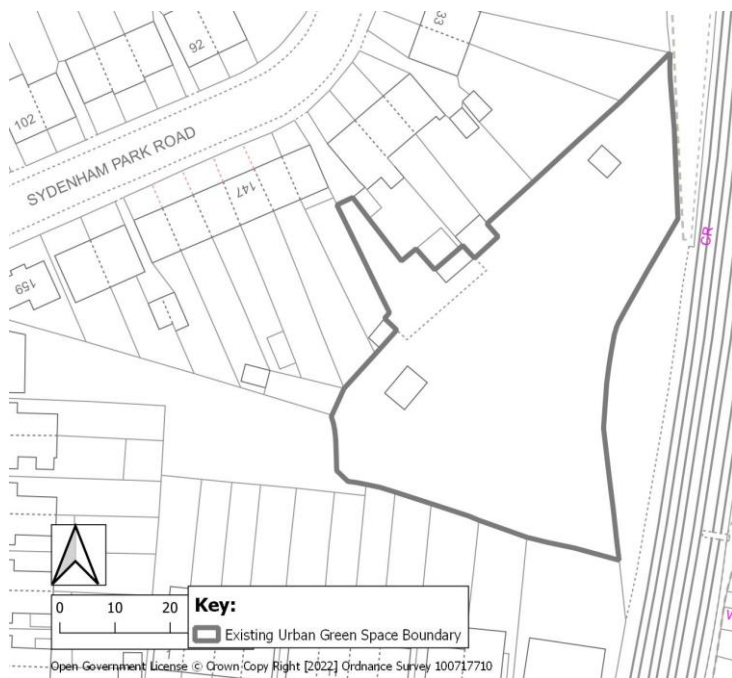 33
92
102
SYDENHAM PARK ROAD
147
159
CR
0 10 20
Key:
Existing Urban Green Space Boundary
Open Government License © Crown Copy Right [2022] Ordnance Survey 100717710